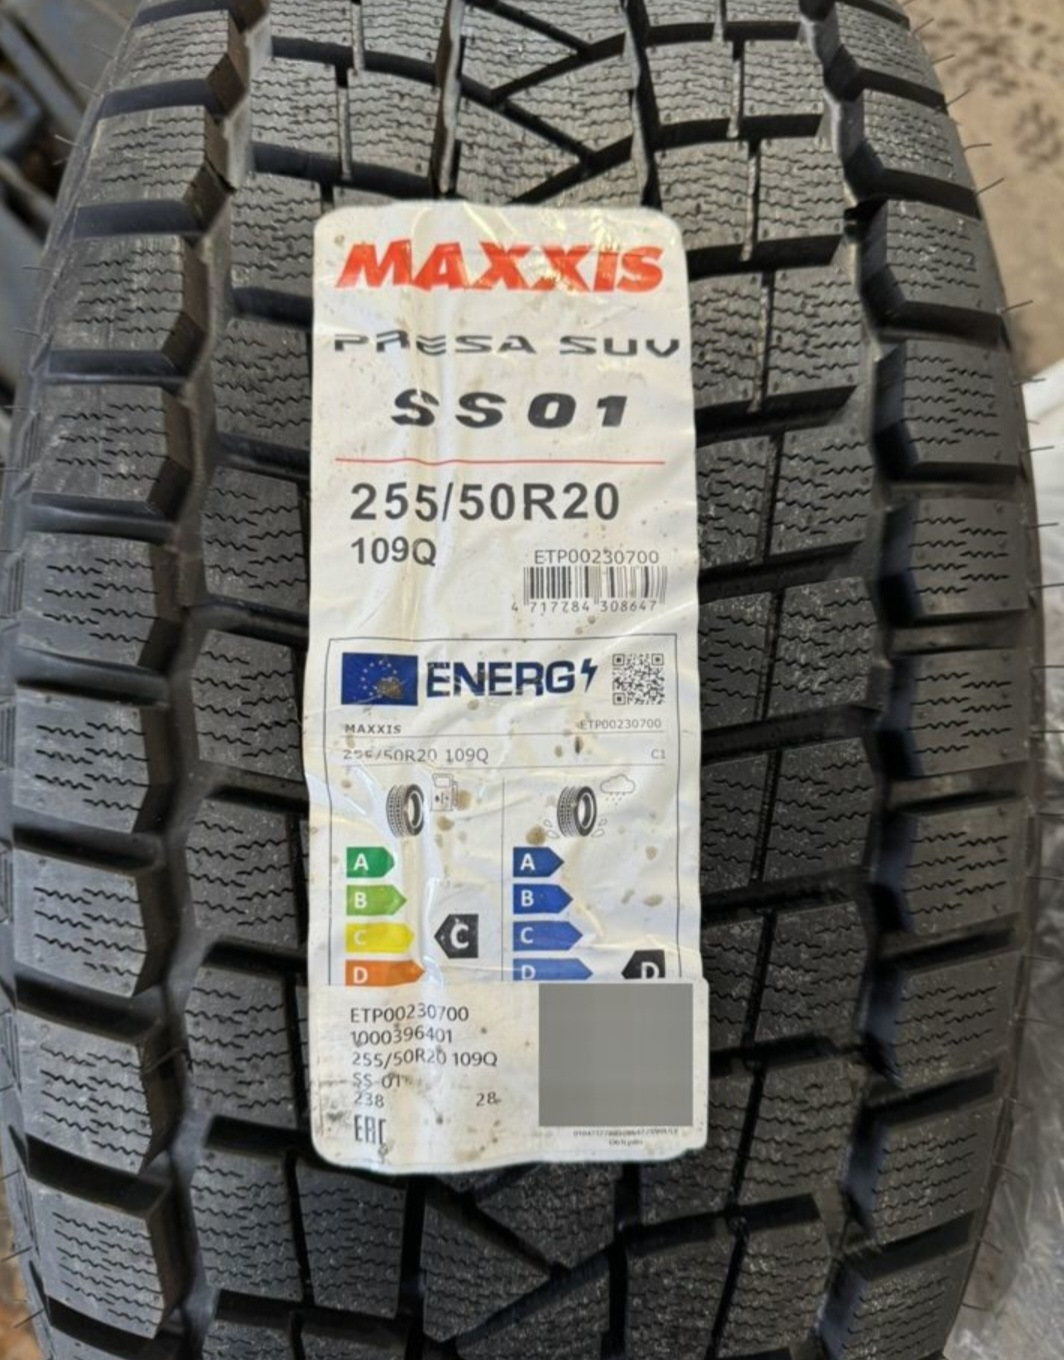 MAXXIS
PRESA SUV
SS01
255/50R20
109Q
ETP00230700
4 717784 308647
ENERG
MAXXIS ETP00230700
255/50R20 109Q C1
A A
B B
C C C
D D D
ETP00230700
1000396401
255/50R20 109Q
SS-01
238 28
EAC